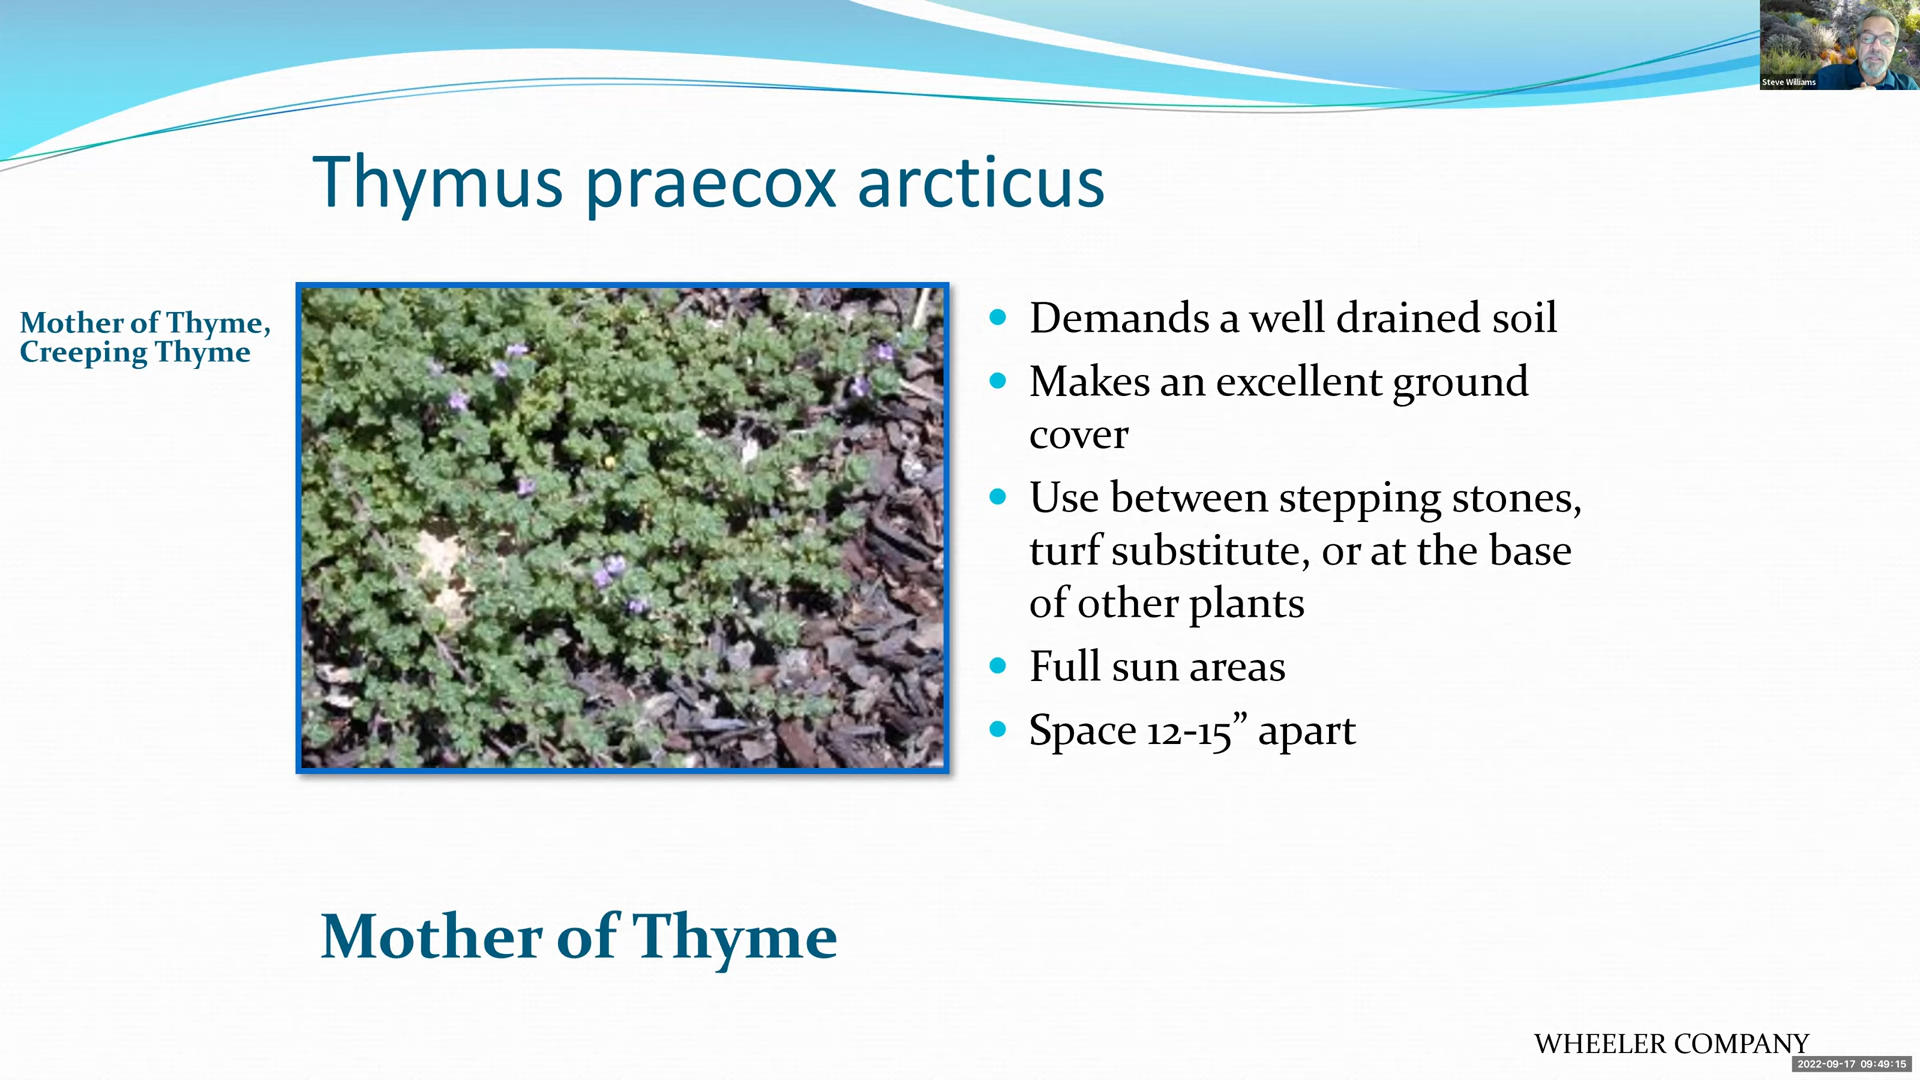 Steve Williams
Thymus praecox arcticus
Mother of Thyme,
Creeping Thyme
• Demands a well drained soil
• Makes an excellent ground
cover
• Use between stepping stones,
turf substitute, or at the base
of other plants
• Full sun areas
• Space 12-15” apart
Mother of Thyme
WHEELER COMPANY
2022-09-17 09:49:15